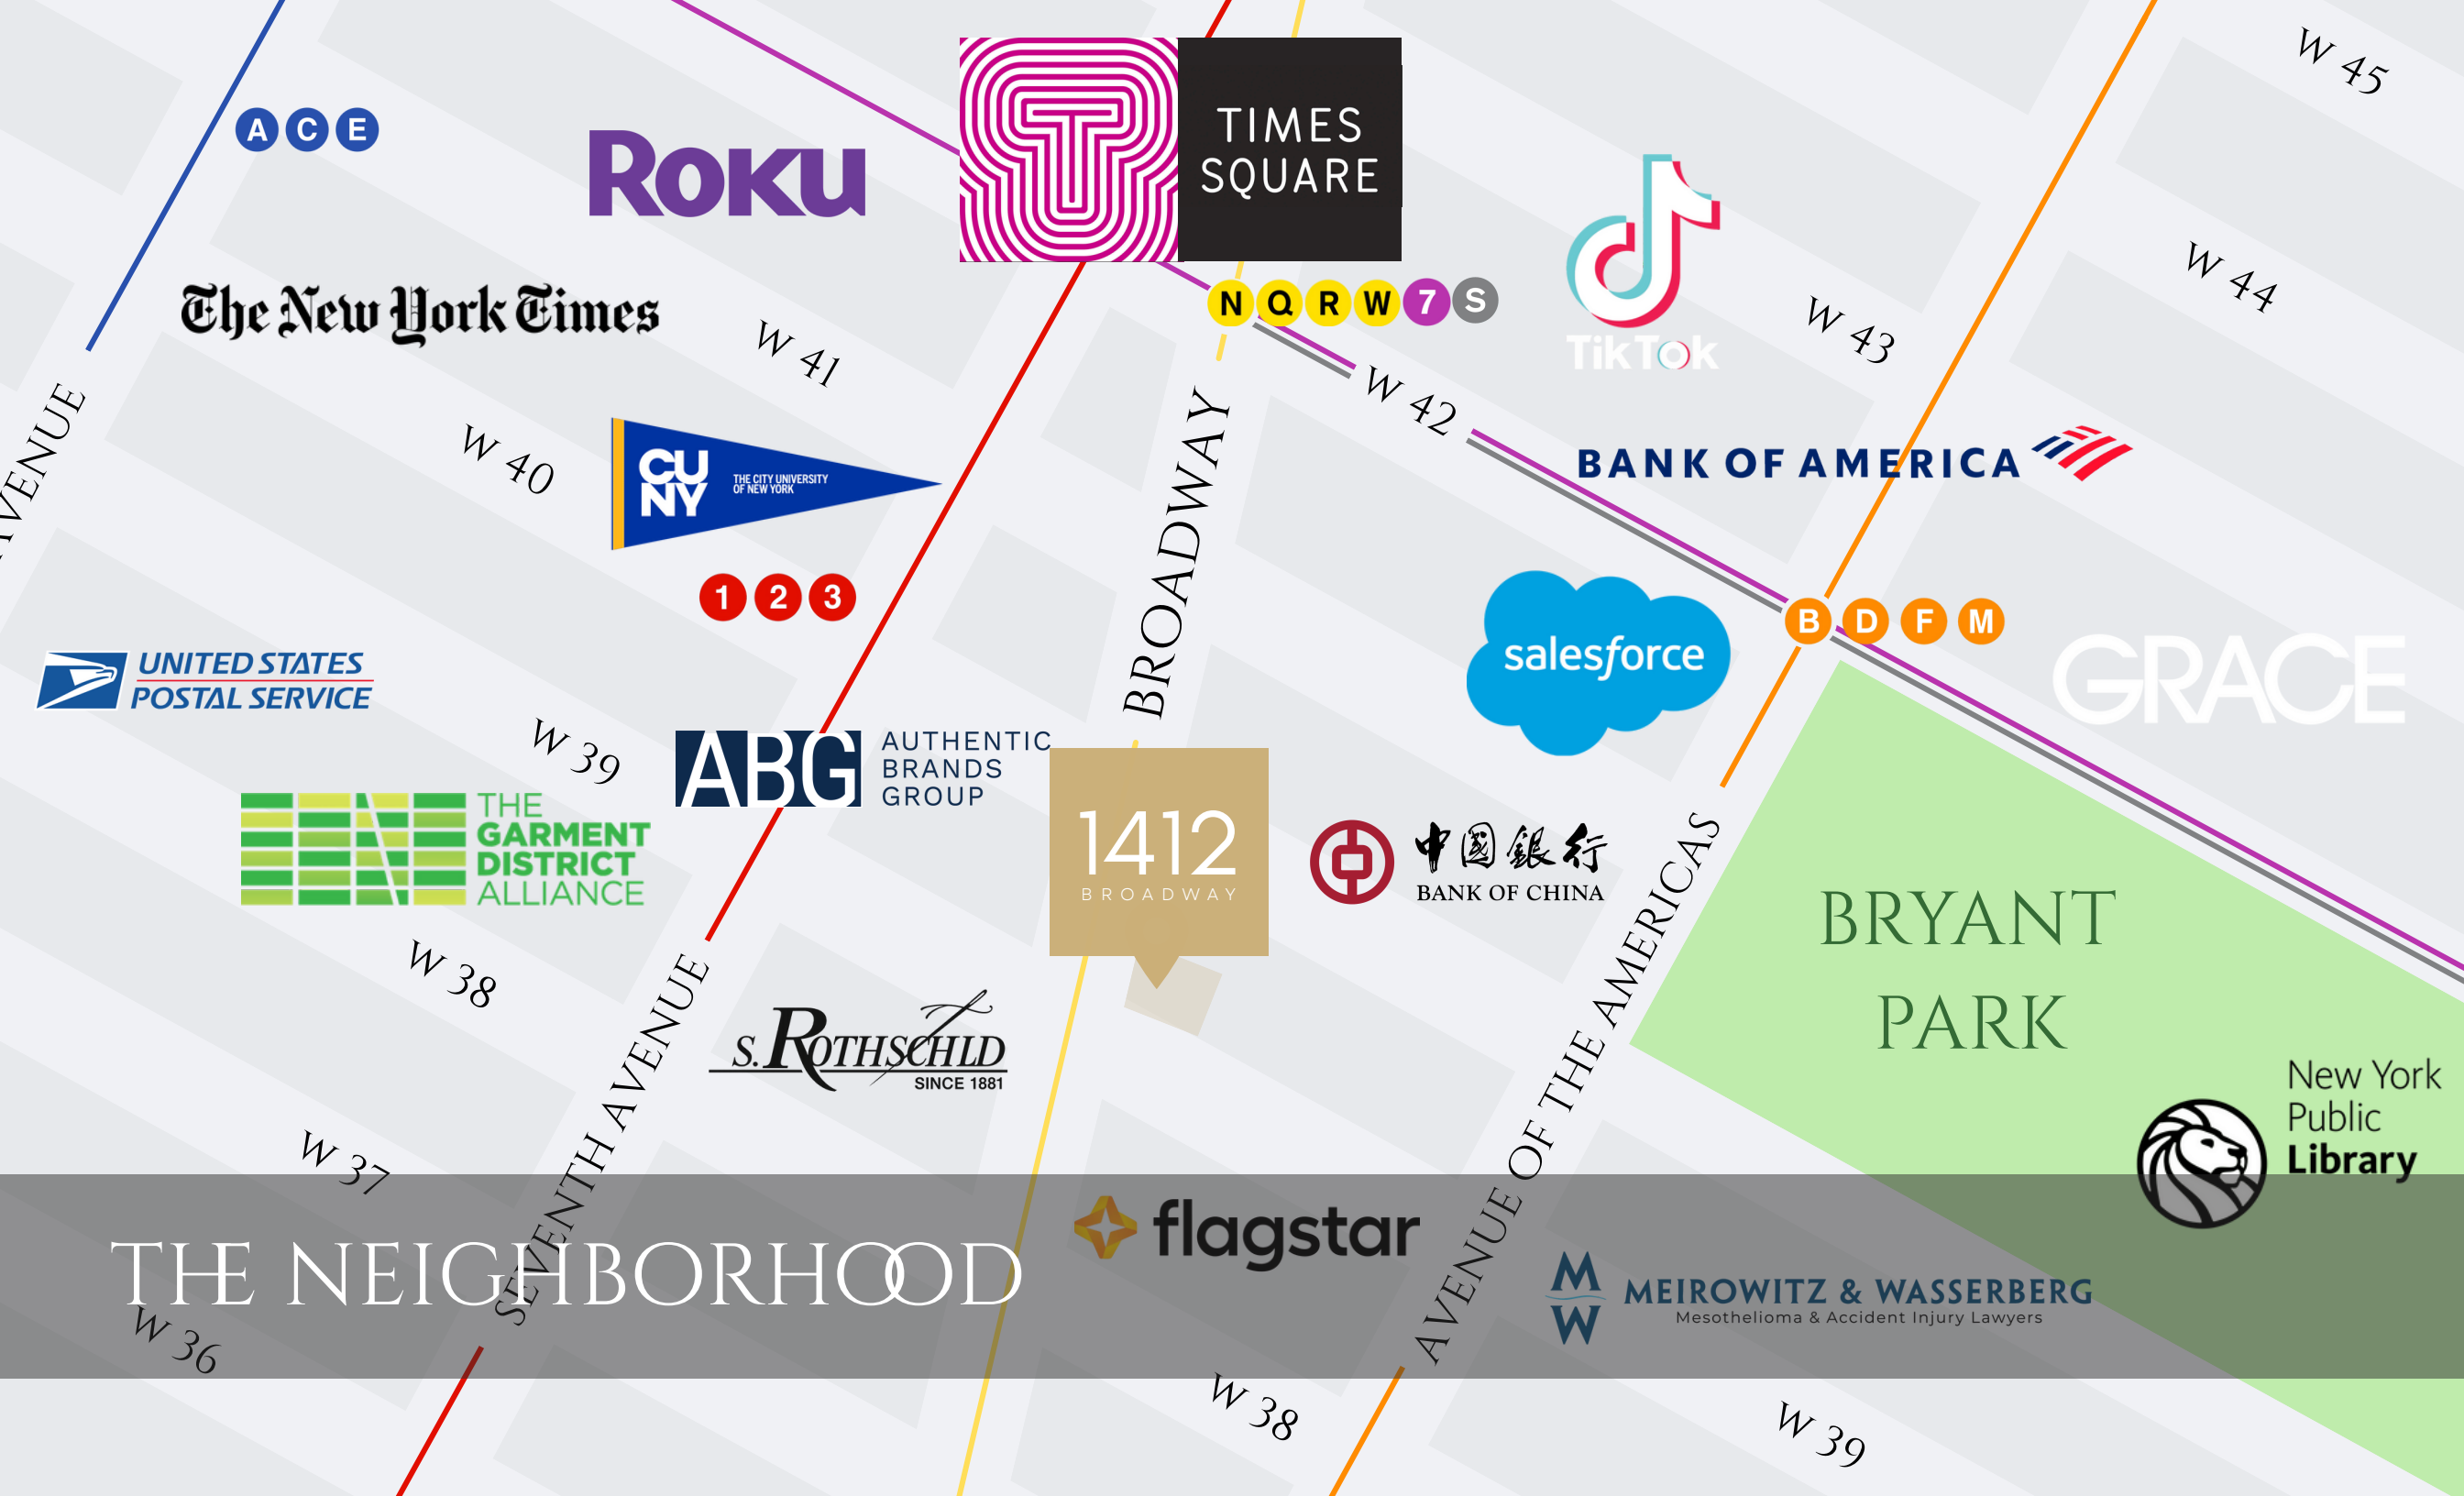 W 45
A C E
Roku
TIMES
SQUARE
TikTok
W 44
The New York Times
N Q R W 7 S
W 43
W 41
W 42
AVENUE
BROADWAY
W 40
CU
NY
THE CITY UNIVERSITY
OF NEW YORK
BANK OF AMERICA
1 2 3
salesforce
B D F M
GRACE
UNITED STATES
POSTAL SERVICE
W 39
ABG
AUTHENTIC
BRANDS
GROUP
THE
GARMENT
DISTRICT
ALLIANCE
1412
BROADWAY
中國銀行
BANK OF CHINA
AVENUE OF THE AMERICAS
BRYANT
PARK
W 38
SEVENTH AVENUE
S. ROTHSCHILD
SINCE 1881
New York
Public
Library
W 37
THE NEIGHBORHOOD
flagstar
M
W
MEIROWITZ & WASSERBERG
Mesothelioma & Accident Injury Lawyers
W 36
W 38
W 39